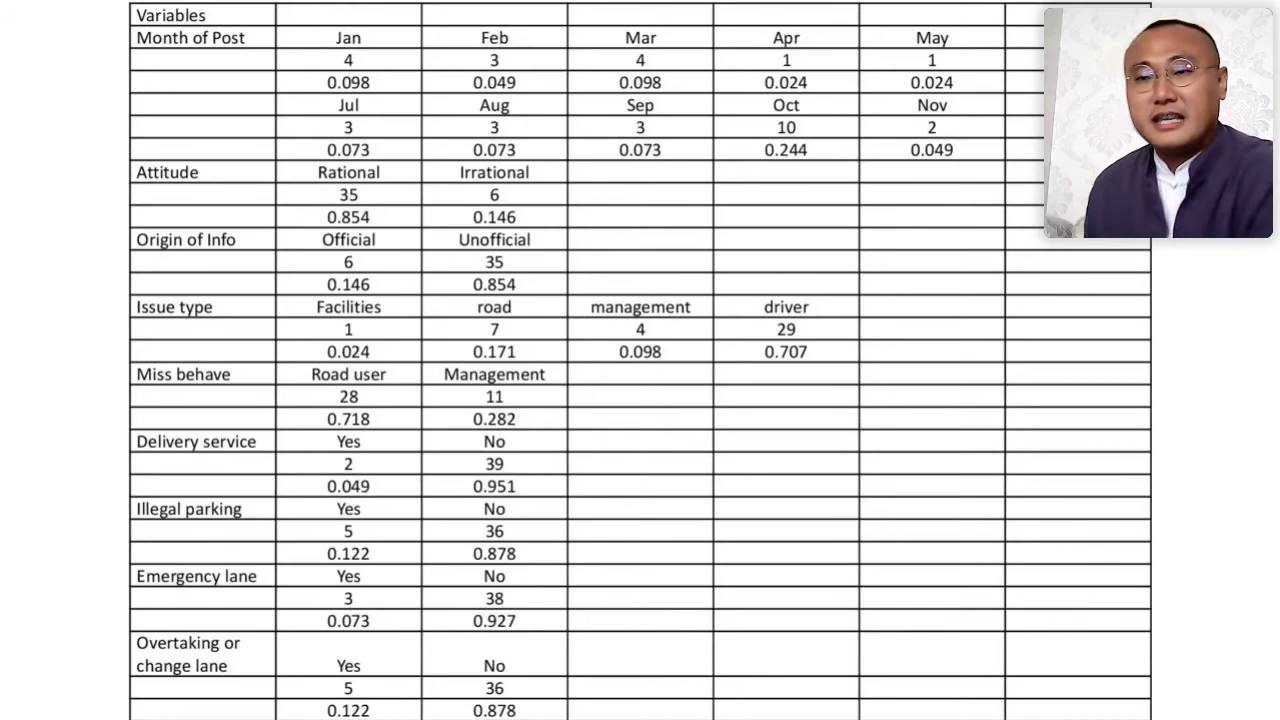 Variables
Month of Post Jan Feb Mar Apr May
4 3 4 1 1
0.098 0.049 0.098 0.024 0.024
Jul Aug Sep Oct Nov
3 3 3 10 2
0.073 0.073 0.073 0.244 0.049
Attitude Rational Irrational
35 6
0.854 0.146
Origin of Info Official Unofficial
6 35
0.146 0.854
Issue type Facilities road management driver
1 7 4 29
0.024 0.171 0.098 0.707
Miss behave Road user Management
28 11
0.718 0.282
Delivery service Yes No
2 39
0.049 0.951
Illegal parking Yes No
5 36
0.122 0.878
Emergency lane Yes No
3 38
0.073 0.927
Overtaking or
change lane Yes No
5 36
0.122 0.878